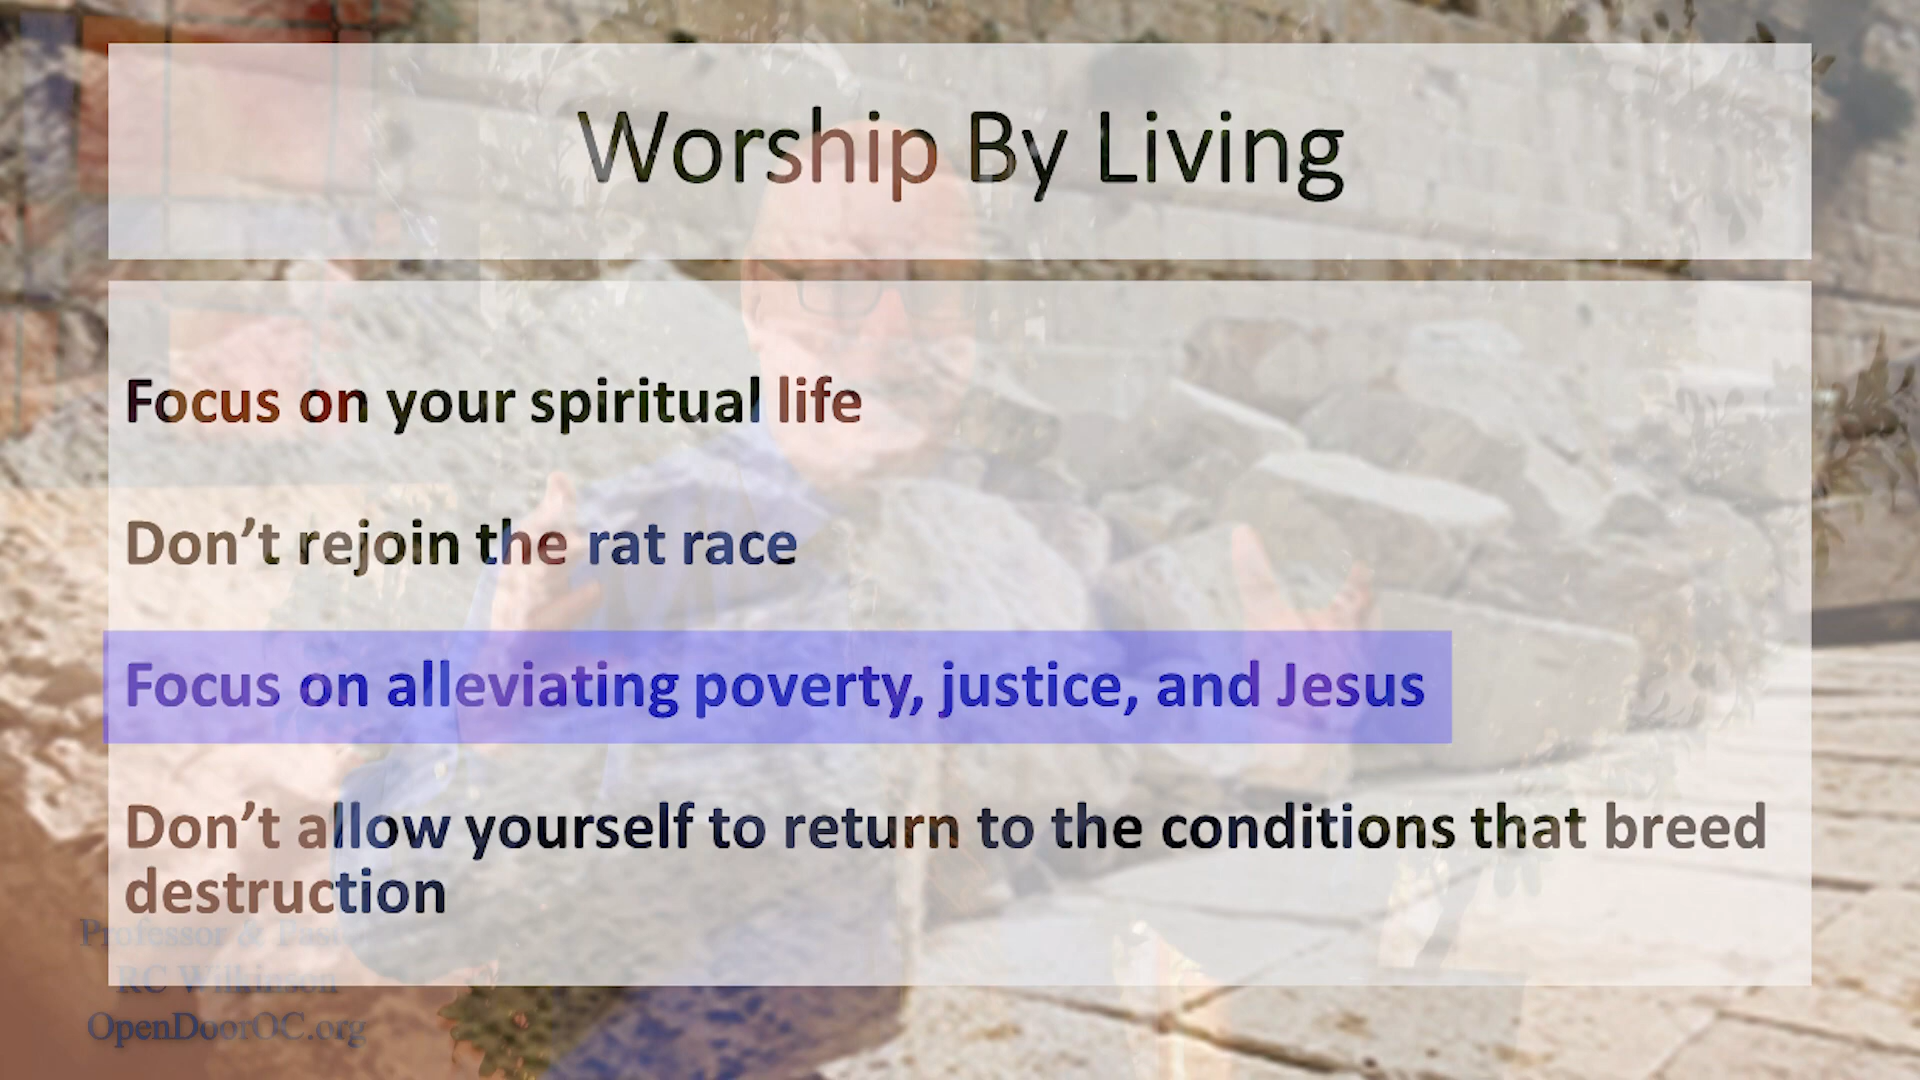 Worship By Living
Focus on your spiritual life
Don’t rejoin the rat race
Focus on alleviating poverty, justice, and Jesus
Don’t allow yourself to return to the conditions that breed
destruction
Professor &
RC Wilkinson
OpenDoorOC.org